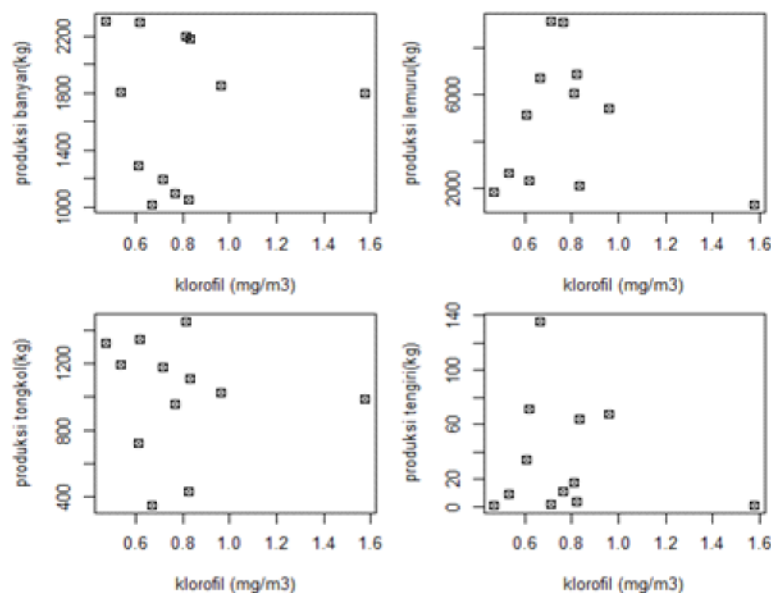 produksi banyar(kg)
2200
1800
1400
1000
0.6 0.8 1.0 1.2 1.4 1.6
klorofil (mg/m3)
produksi lemuru(kg)
6000
2000
0.6 0.8 1.0 1.2 1.4 1.6
klorofil (mg/m3)
produksi tongkol(kg)
1200
800
400
0.6 0.8 1.0 1.2 1.4 1.6
klorofil (mg/m3)
produksi tengiri(kg)
140
100
60
20
0
0.6 0.8 1.0 1.2 1.4 1.6
klorofil (mg/m3)